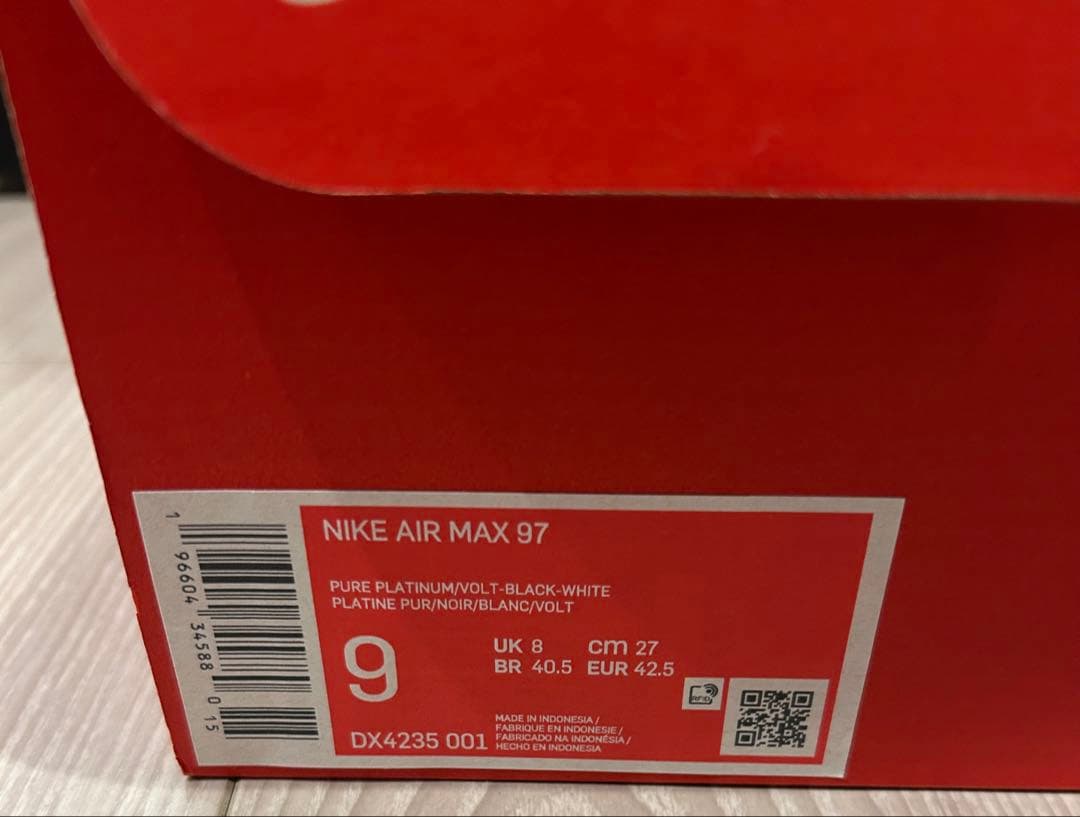 NIKE AIR MAX 97
PURE PLATINUM/VOLT-BLACK-WHITE
PLATINE PUR/NOIR/BLANC/VOLT
9
UK 8 cm 27
BR 40.5 EUR 42.5
RFID
DX4235 001
MADE IN INDONESIA /
FABRIQUE EN INDONESIE /
FABRICADO NA INDONÉSIA /
HECHO EN INDONESIA
1 96604 34588 0 15